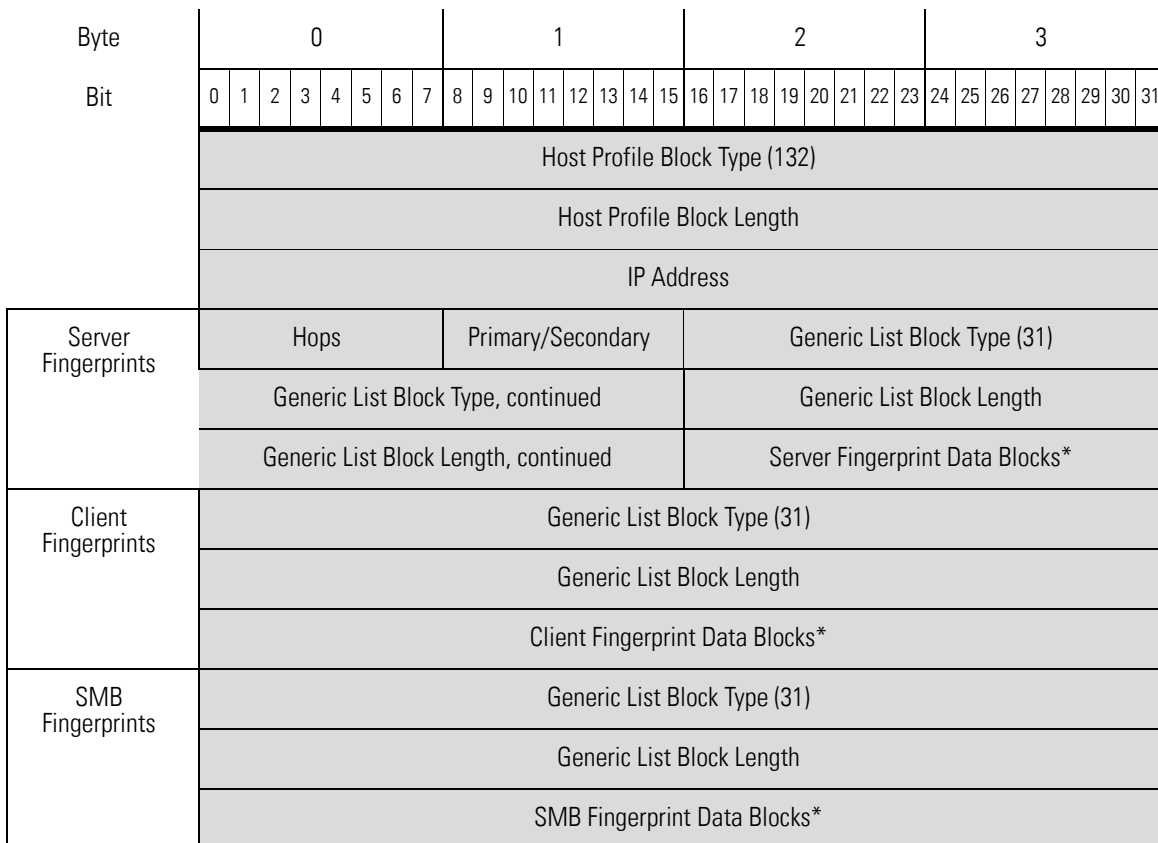 Byte 0 1 2 3
Bit 0 1 2 3 4 5 6 7 8 9 10 11 12 13 14 15 16 17 18 19 20 21 22 23 24 25 26 27 28 29 30 31
Host Profile Block Type (132)
Host Profile Block Length
IP Address
Server
Fingerprints
Hops Primary/Secondary Generic List Block Type (31)
Generic List Block Type, continued Generic List Block Length
Generic List Block Length, continued Server Fingerprint Data Blocks*
Client
Fingerprints
Generic List Block Type (31)
Generic List Block Length
Client Fingerprint Data Blocks*
SMB
Fingerprints
Generic List Block Type (31)
Generic List Block Length
SMB Fingerprint Data Blocks*